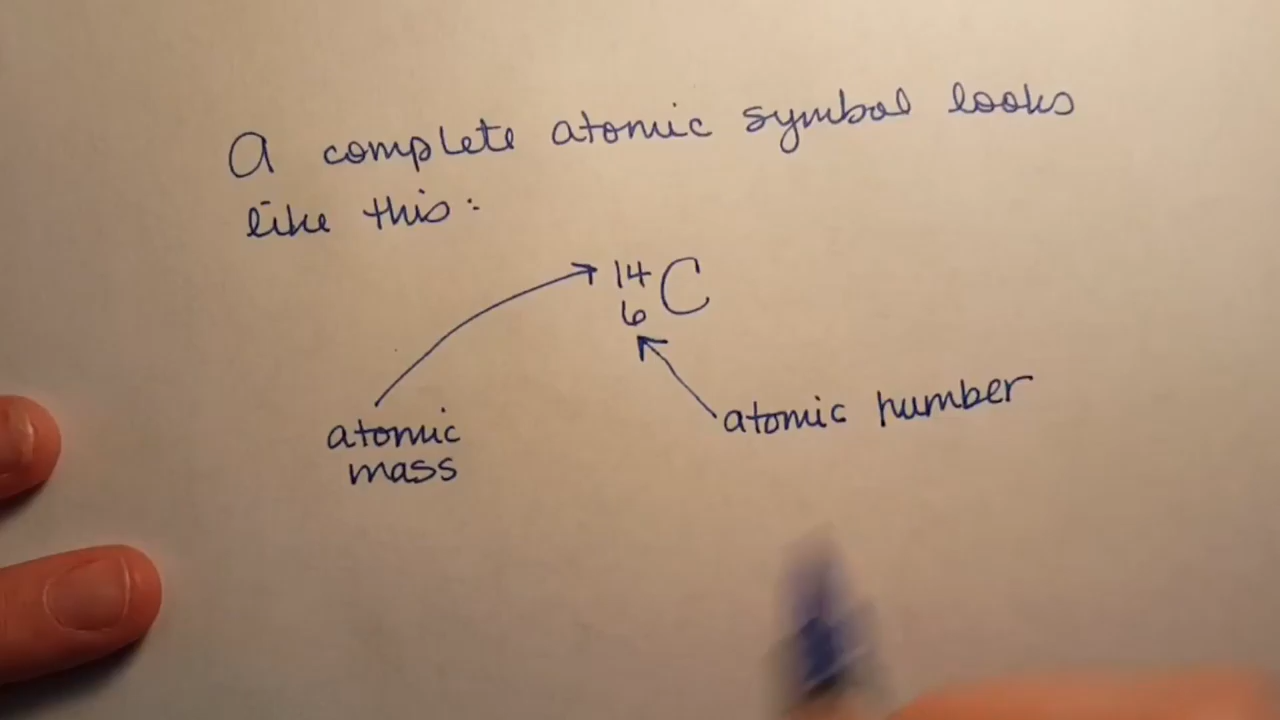 A complete atomic symbol looks
like this:
14
6 C
atomic number
atomic
mass